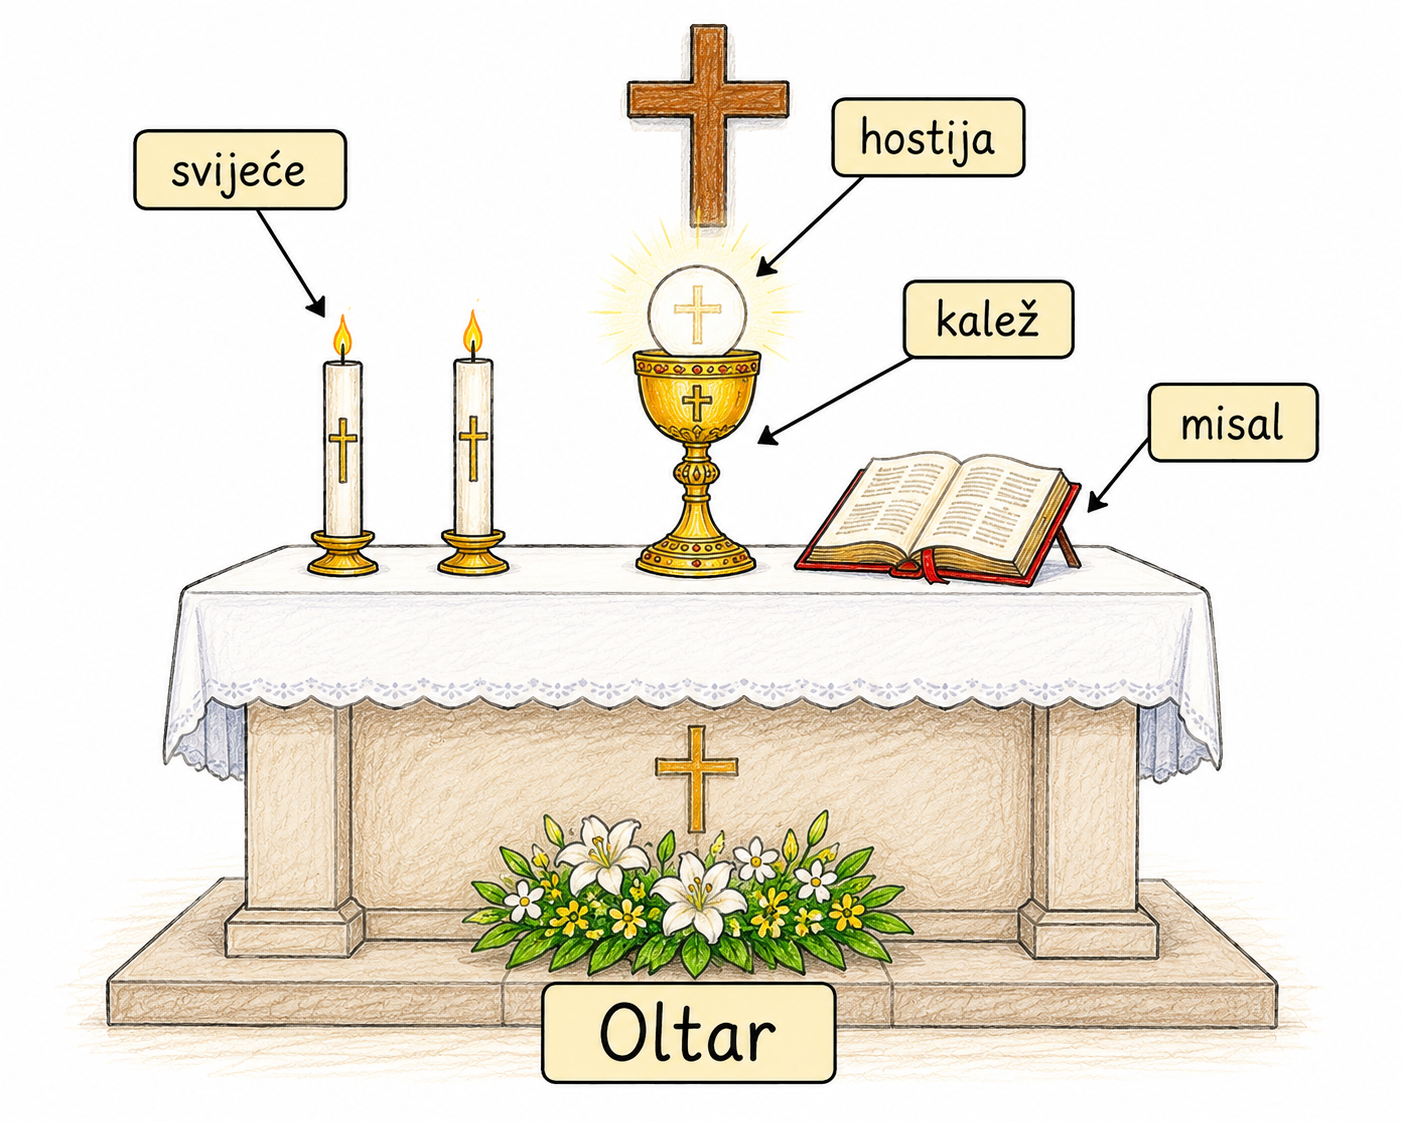 svijeće
hostija
kalež
misal
Oltar